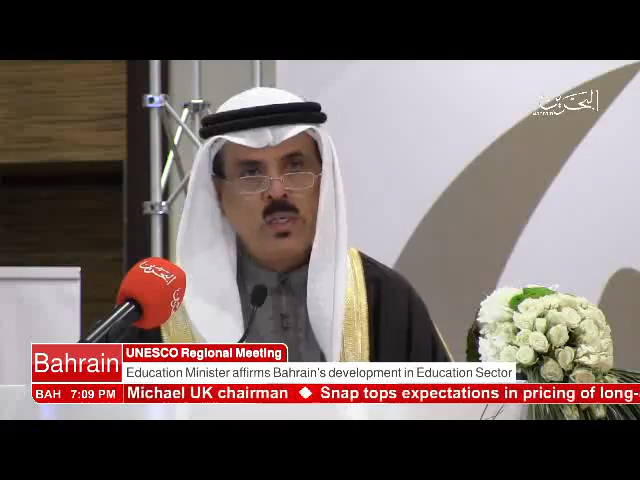 البحرين
البحرين
Bahrain
UNESCO Regional Meeting
Education Minister affirms Bahrain's development in Education Sector
BAH 7:09 PM Michael UK chairman ◆ Snap tops expectations in pricing of long-